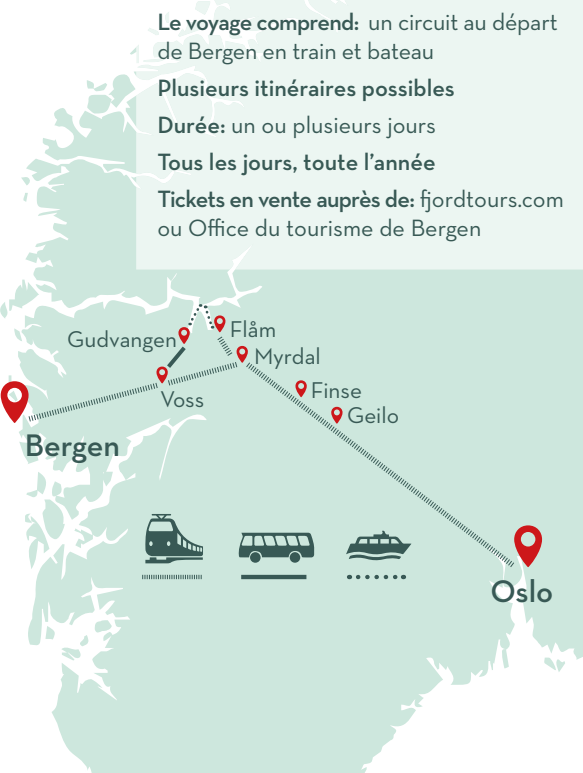 Le voyage comprend: un circuit au départ
de Bergen en train et bateau
Plusieurs itinéraires possibles
Durée: un ou plusieurs jours
Tous les jours, toute l'année
Tickets en vente auprès de: fjordtours.com
ou Office du tourisme de Bergen
Flåm
Gudvangen
Myrdal
Finse
Voss
Geilo
Bergen
Oslo